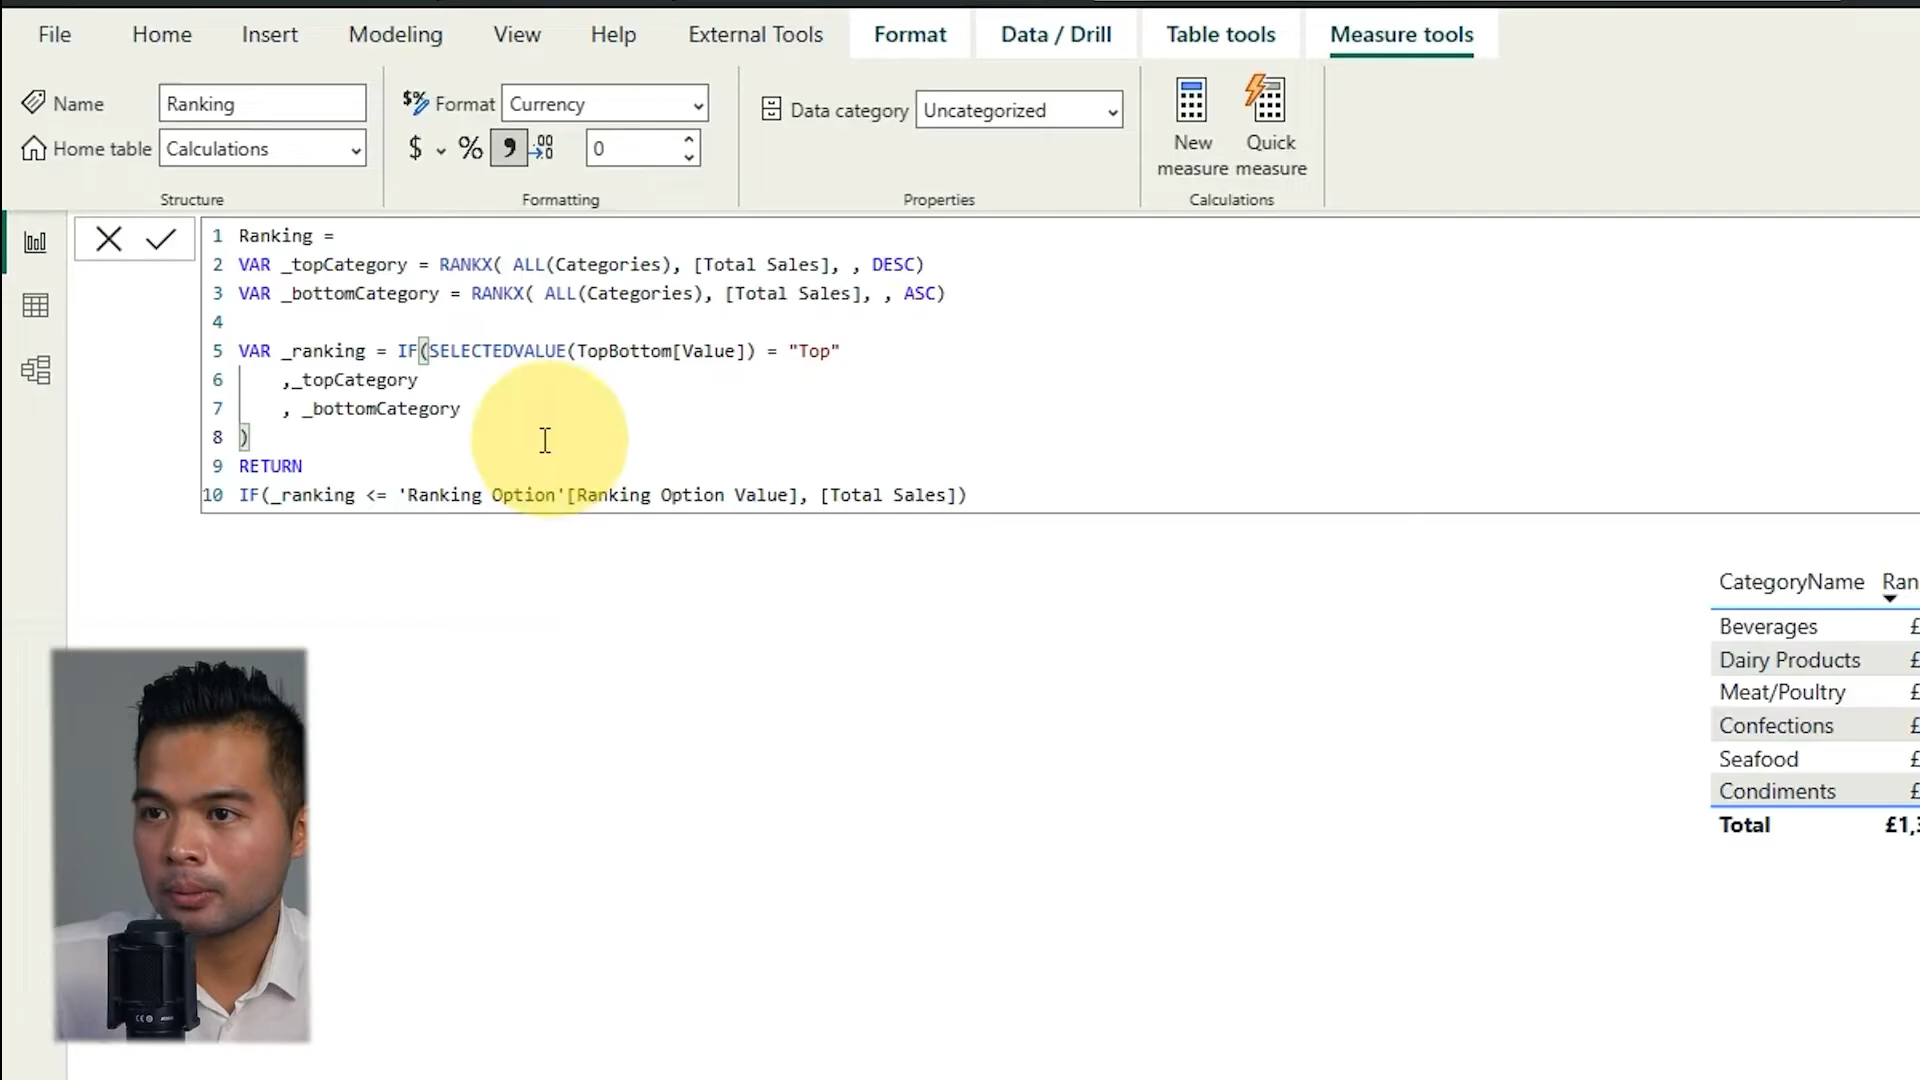 File Home Insert Modeling View Help External Tools Format Data / Drill Table tools Measure tools
Name Ranking
Home table Calculations
Structure
$% Format Currency
$ % , .00 0
Formatting
Data category Uncategorized
Properties
New measure
Quick measure
Calculations
1 Ranking =
2 VAR _topCategory = RANKX( ALL(Categories), [Total Sales], , DESC)
3 VAR _bottomCategory = RANKX( ALL(Categories), [Total Sales], , ASC)
4
5 VAR _ranking = IF(SELECTEDVALUE(TopBottom[Value]) = "Top"
6 ,_topCategory
7 , _bottomCategory
8 )
9 RETURN
10 IF(_ranking <= 'Ranking Option'[Ranking Option Value], [Total Sales])
CategoryName Ran
Beverages £
Dairy Products £
Meat/Poultry £
Confections £
Seafood £
Condiments £
Total £1,3